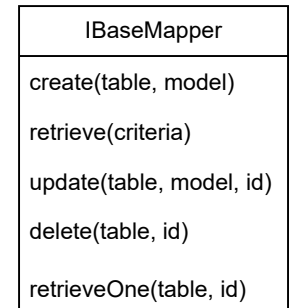 IBaseMapper
create(table, model)
retrieve(criteria)
update(table, model, id)
delete(table, id)
retrieveOne(table, id)